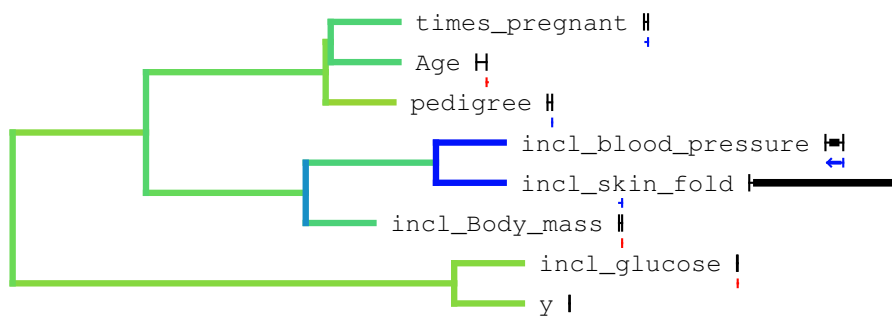 times_pregnant
Age
pedigree
incl_blood_pressure
incl_skin_fold
incl_Body_mass
incl_glucose
y